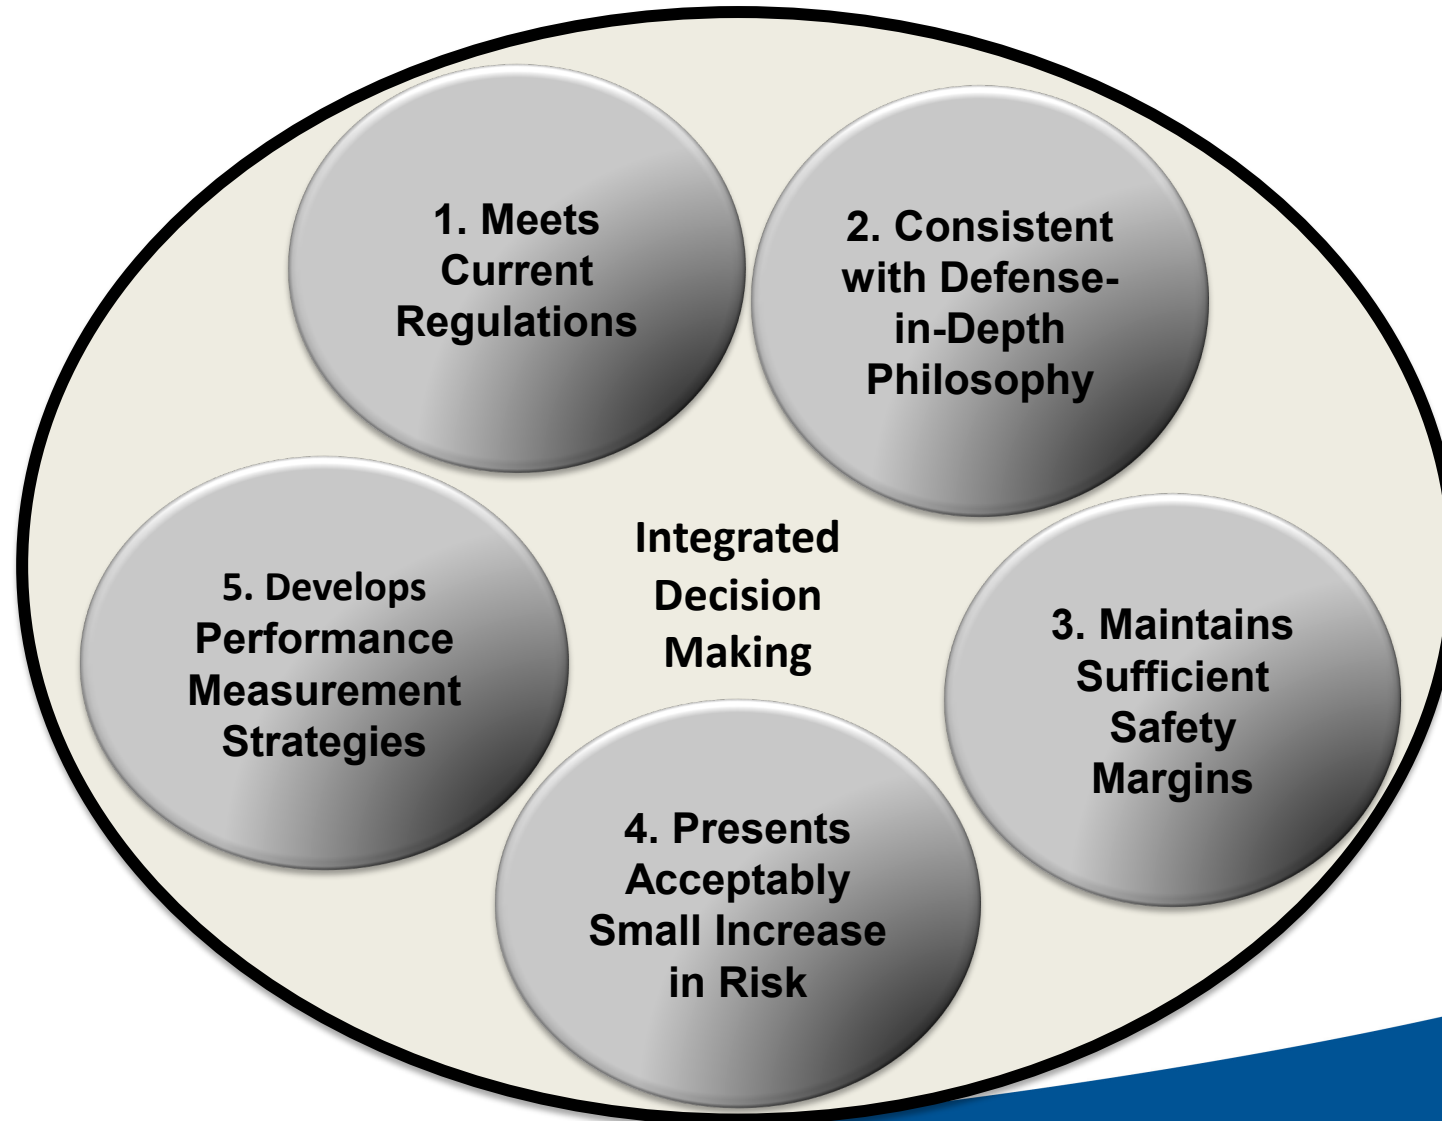 1. Meets
Current
Regulations
2. Consistent
with Defense-
in-Depth
Philosophy
Integrated
Decision
Making
3. Maintains
Sufficient
Safety
Margins
4. Presents
Acceptably
Small Increase
in Risk
5. Develops
Performance
Measurement
Strategies